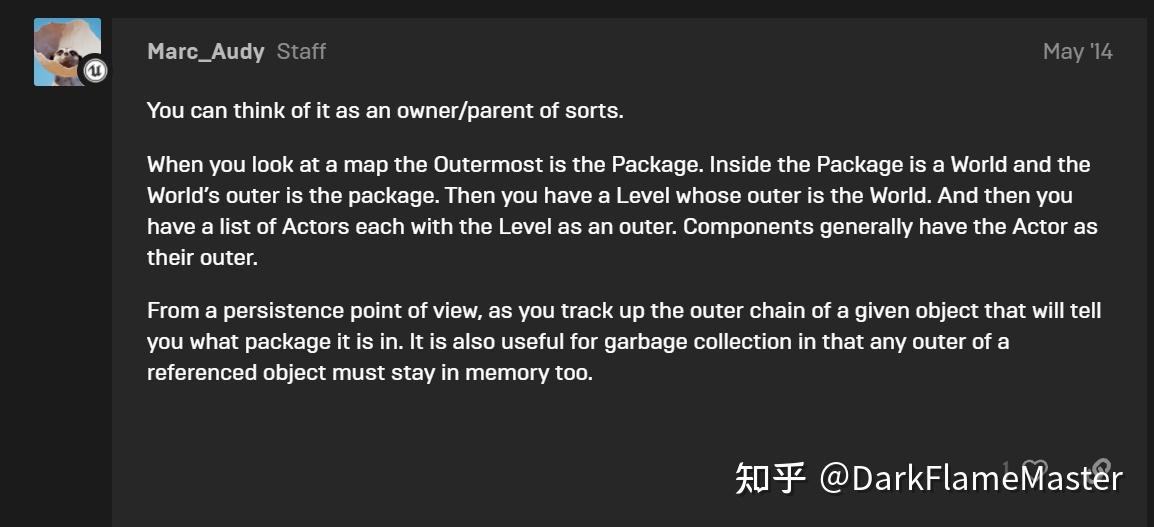 Marc_Audy Staff May '14
You can think of it as an owner/parent of sorts.
When you look at a map the Outermost is the Package. Inside the Package is a World and the
World's outer is the package. Then you have a Level whose outer is the World. And then you
have a list of Actors each with the Level as an outer. Components generally have the Actor as
their outer.
From a persistence point of view, as you track up the outer chain of a given object that will tell
you what package it is in. It is also useful for garbage collection in that any outer of a
referenced object must stay in memory too.
1
知乎 @DarkFlameMaster